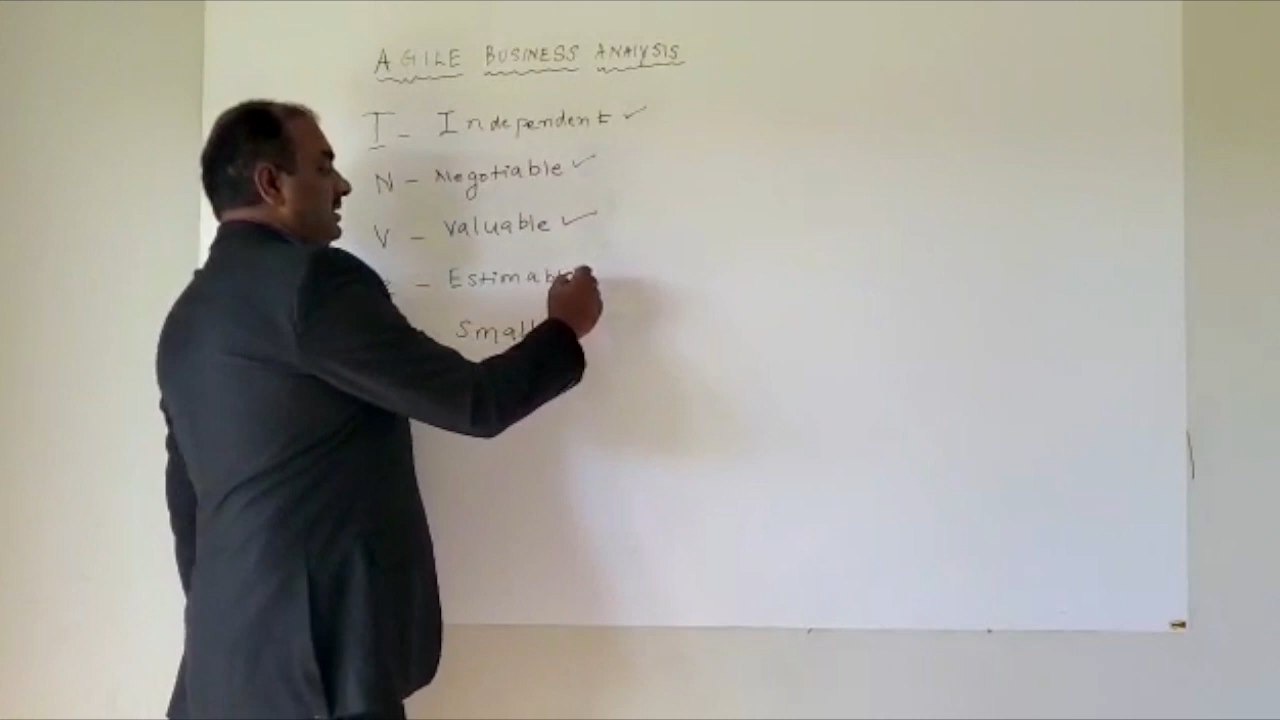 AGILE BUSINESS ANALYSIS
I - Independent ✓
N - Negotiable ✓
V - Valuable ✓
- Estimable
Small